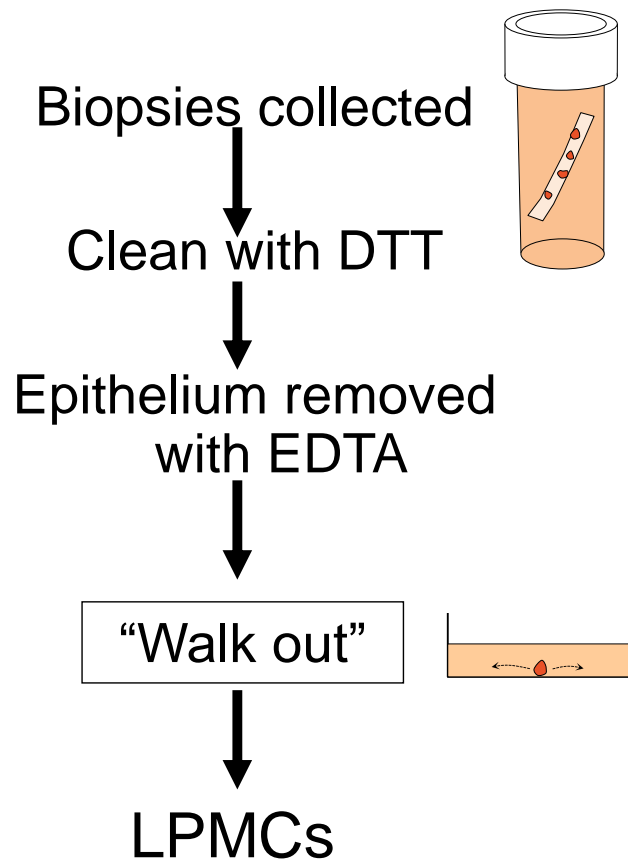 Biopsies collected
Clean with DTT
Epithelium removed
with EDTA
“Walk out”
LPMCs